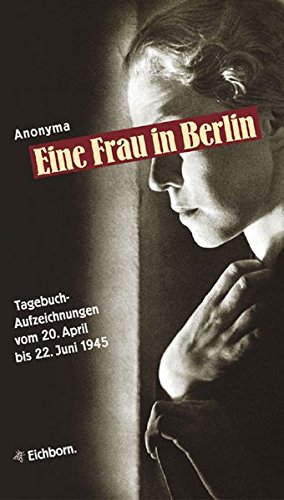 Anonyma
Eine Frau in Berlin
Tagebuch-
Aufzeichnungen
vom 20. April
bis 22. Juni 1945
Eichborn.